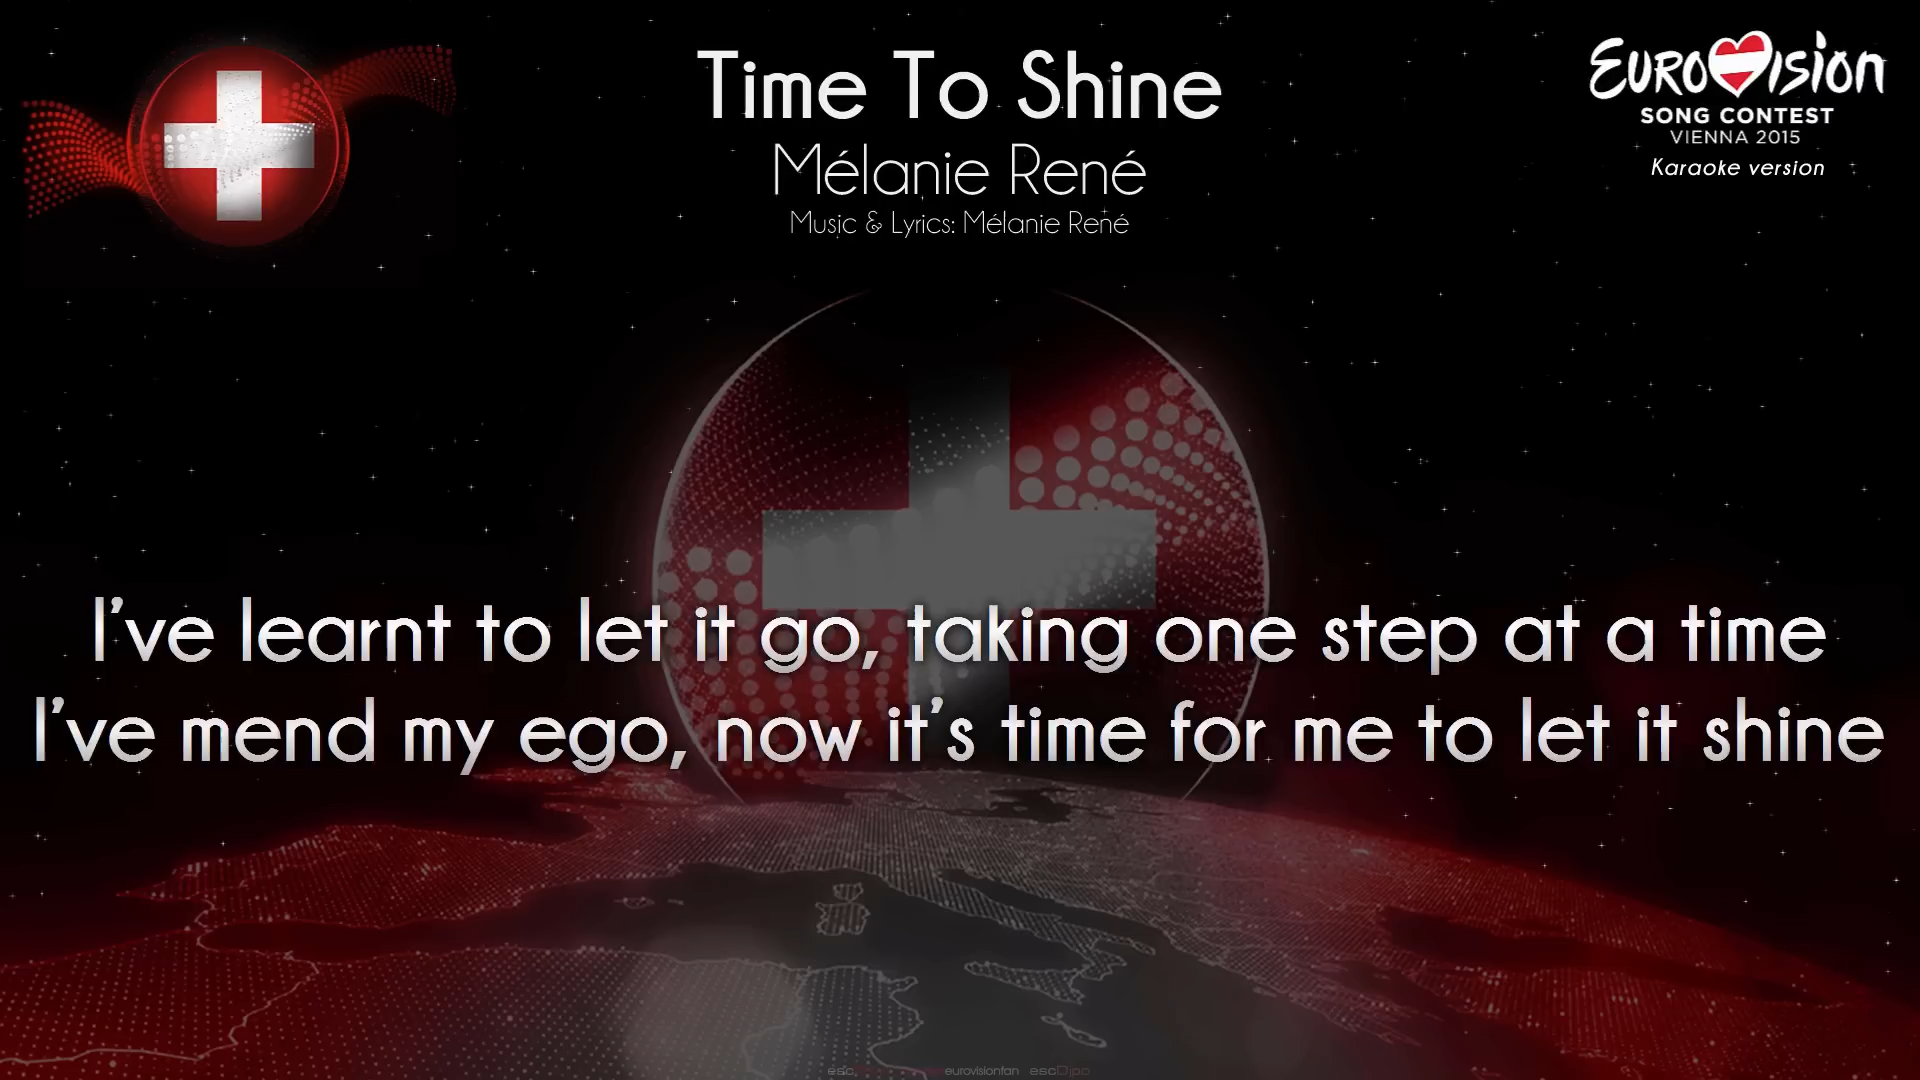 Time To Shine
Mélanie René
Music & Lyrics: Mélanie René
EUROVISION
SONG CONTEST
VIENNA 2015
Karaoke version
I've learnt to let it go, taking one step at a time
I've mend my ego, now it's time for me to let it shine
eurovisionfan